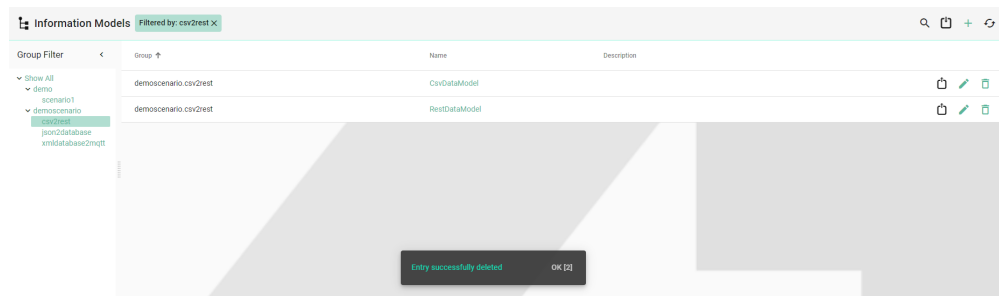 Information Models Filtered by: csv2rest ×
Group Filter
Group Name Description
Show All
demo
scenario1
demoscenario
csv2rest
json2database
xmldatabase2mqtt
demoscenario.csv2rest CsvDataModel
demoscenario.csv2rest RestDataModel
Entry successfully deleted OK [2]